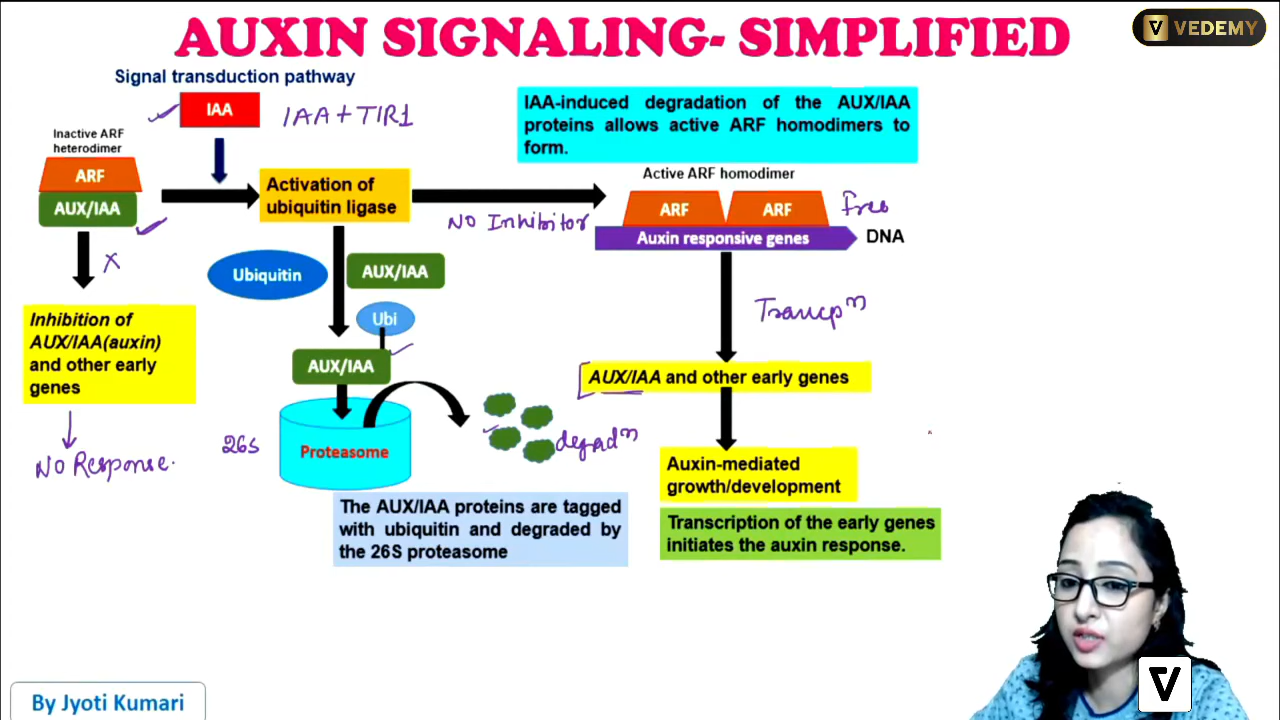 AUXIN SIGNALING- SIMPLIFIED
VEDEMY
Signal transduction pathway
IAA
IAA + TIR1
Inactive ARF
heterodimer
ARF
AUX/IAA
IAA-induced degradation of the AUX/IAA
proteins allows active ARF homodimers to
form.
Activation of
ubiquitin ligase
NO Inhibitor
Active ARF homodimer
ARF
ARF
free
Auxin responsive genes
DNA
X
Ubiquitin
AUX/IAA
Ubi
AUX/IAA
Inhibition of
AUX/IAA(auxin)
and other early
genes
NO Response.
Transcpⁿ
AUX/IAA and other early genes
26s
Proteasome
degradⁿ
Auxin-mediated
growth/development
The AUX/IAA proteins are tagged
with ubiquitin and degraded by
the 26S proteasome
Transcription of the early genes
initiates the auxin response.
By Jyoti Kumari